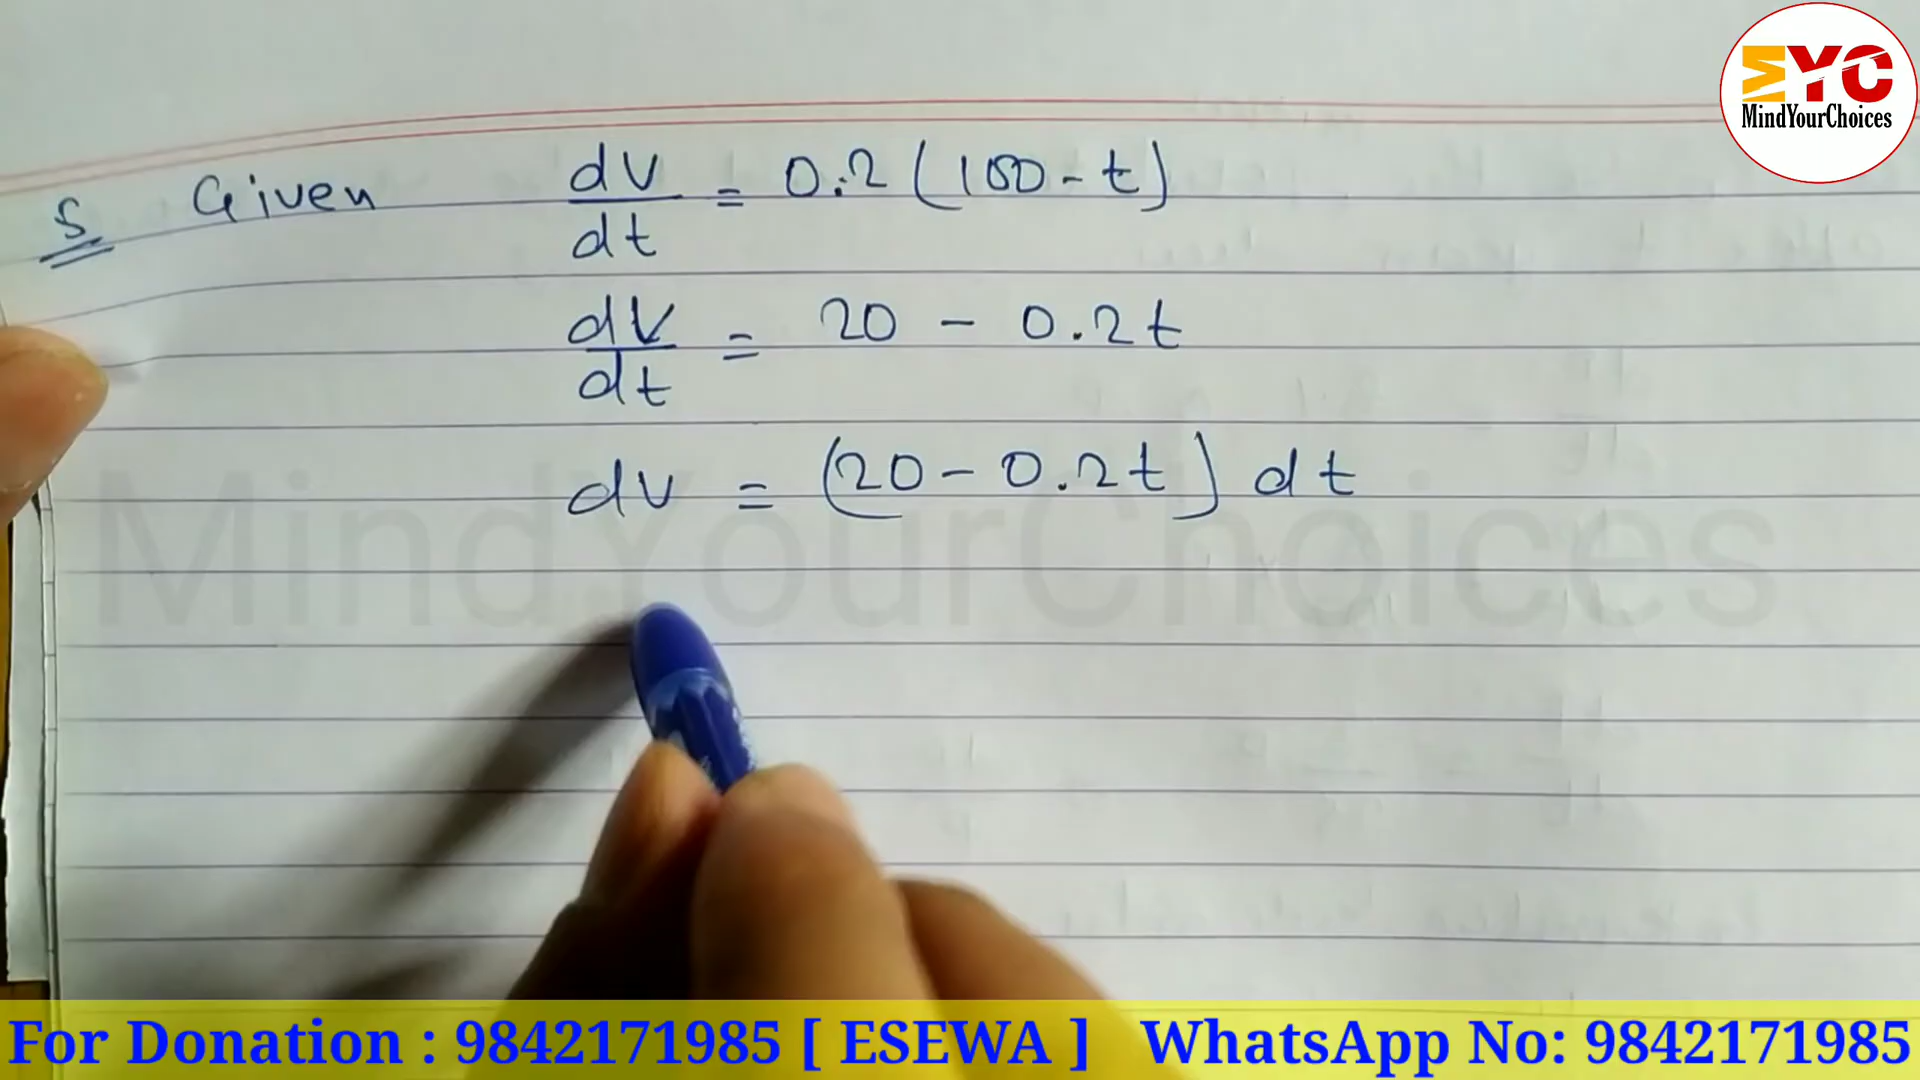 MYC
MindYourChoices
5 Given dV/dt = 0.2 (100 - t)
dV/dt = 20 - 0.2t
dv = (20 - 0.2t) dt
MindYourChoices
For Donation : 9842171985 [ ESEWA ] WhatsApp No: 9842171985